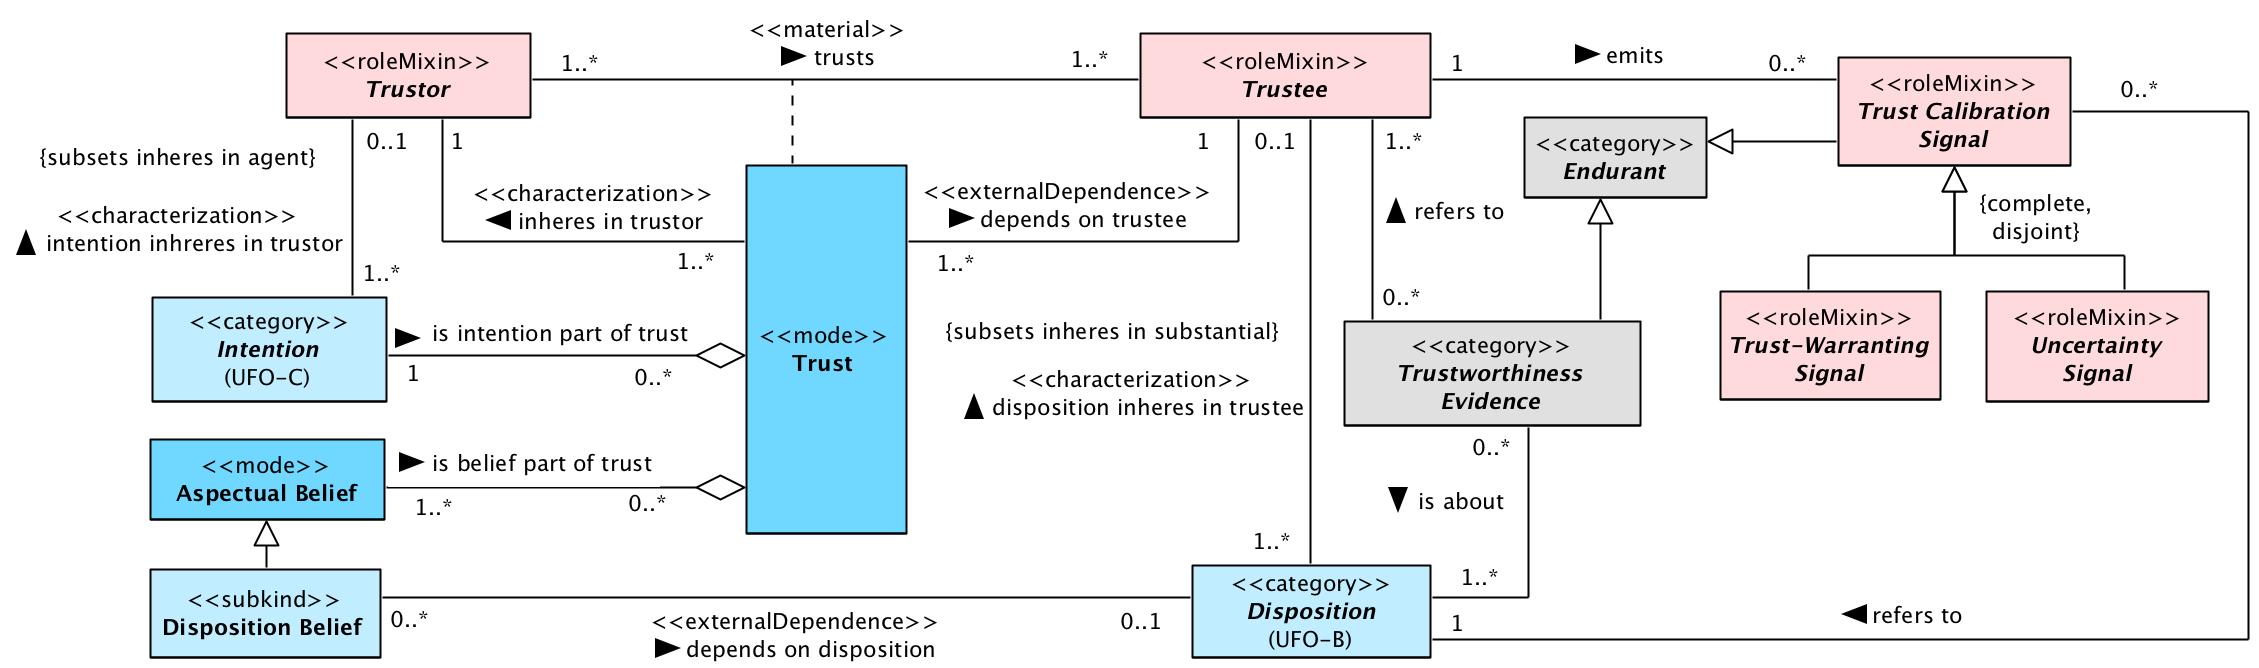 <<material>>
trusts
<<roleMixin>>
Trustor
1..*
1..*
<<roleMixin>>
Trustee
1
emits
0..*
<<roleMixin>>
Trust Calibration
Signal
0..*
{subsets inheres in agent}
0..1
1
1
0..1
1..*
<<category>>
Endurant
<<characterization>>
intention inhreres in trustor
<<characterization>>
inheres in trustor
<<externalDependence>>
depends on trustee
refers to
{complete,
disjoint}
1..*
1..*
1..*
0..*
<<category>>
Intention
(UFO-C)
is intention part of trust
1
0..*
<<mode>>
Trust
{subsets inheres in substantial}
<<characterization>>
disposition inheres in trustee
<<category>>
Trustworthiness
Evidence
<<roleMixin>>
Trust-Warranting
Signal
<<roleMixin>>
Uncertainty
Signal
<<mode>>
Aspectual Belief
is belief part of trust
1..*
0..*
0..*
is about
1..*
1..*
<<subkind>>
Disposition Belief
0..*
<<externalDependence>>
depends on disposition
0..1
<<category>>
Disposition
(UFO-B)
1
refers to